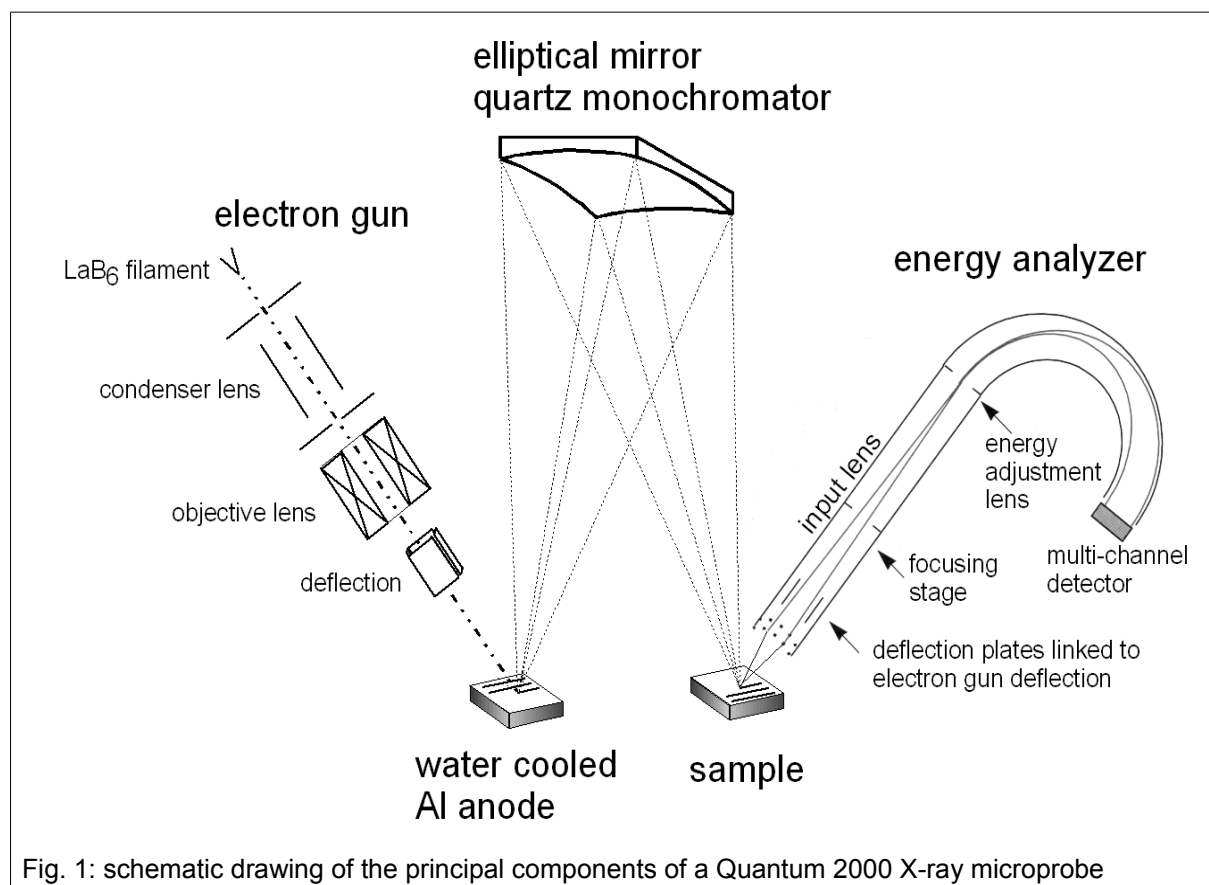 elliptical mirror
quartz monochromator
electron gun
LaB6 filament
condenser lens
objective lens
deflection
water cooled
Al anode
sample
energy analyzer
input lens
energy
adjustment
lens
multi-channel
detector
focusing
stage
deflection plates linked to
electron gun deflection
Fig. 1: schematic drawing of the principal components of a Quantum 2000 X-ray microprobe